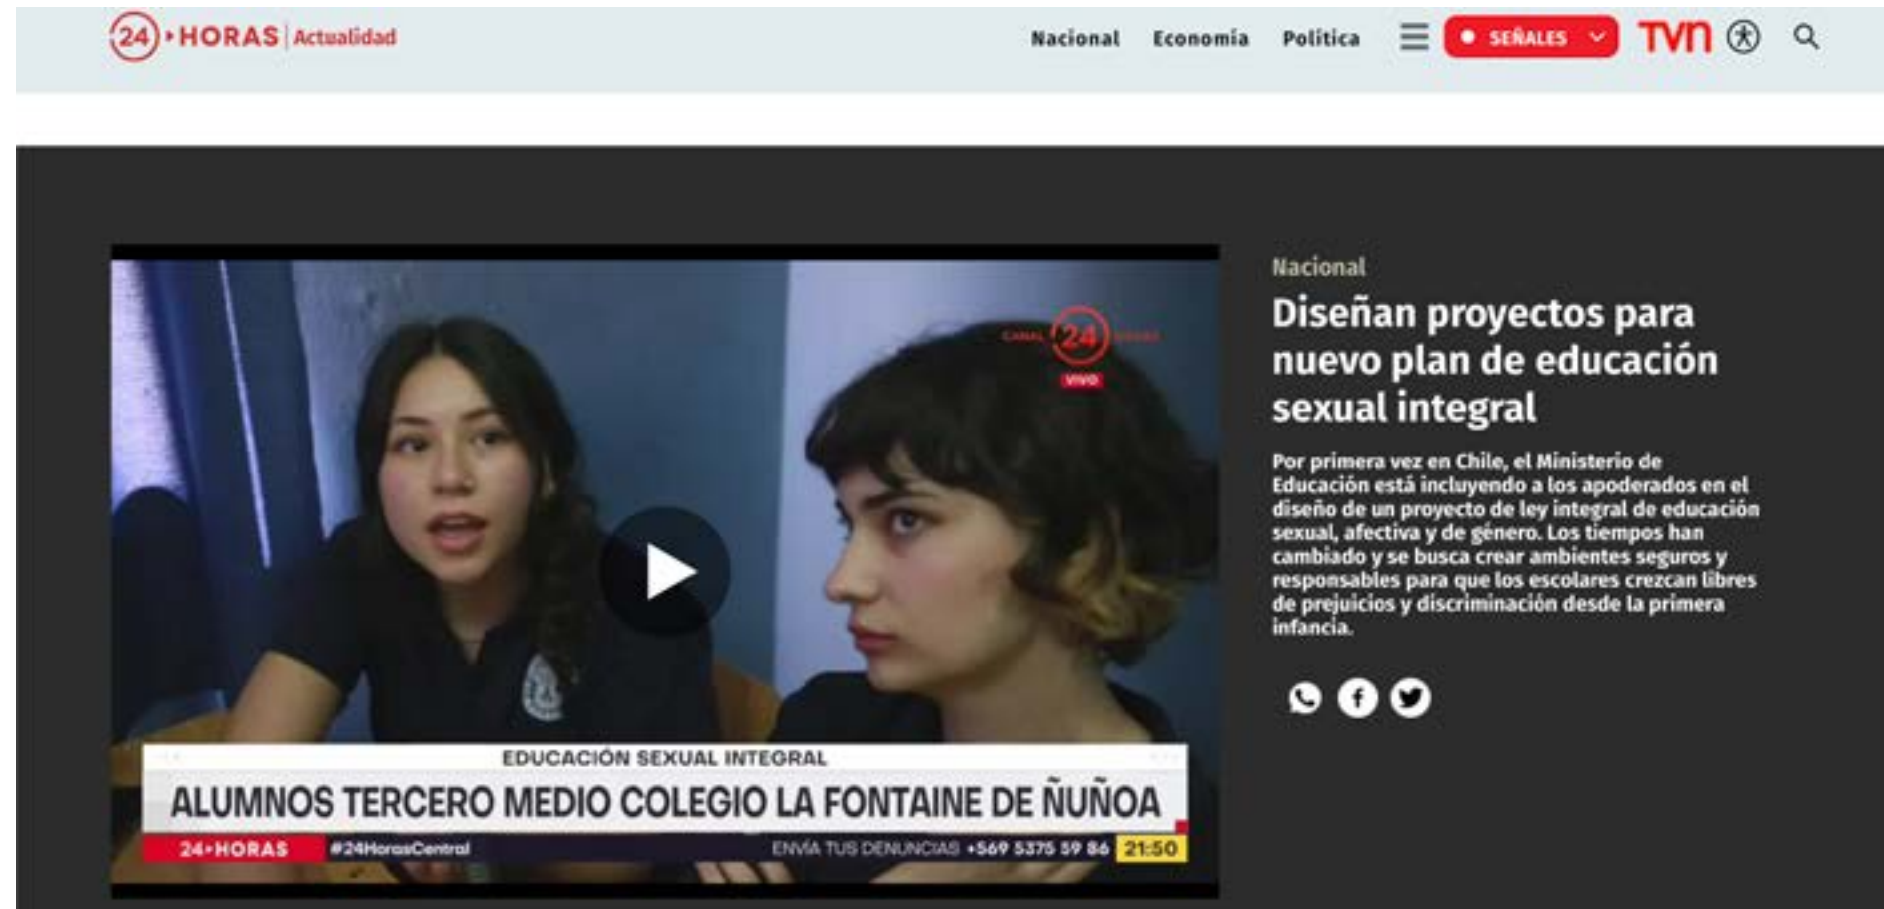 24 HORAS Actualidad
Nacional Economía Política SEÑALES TVN
CANAL 24 HORAS
VIVO
EDUCACIÓN SEXUAL INTEGRAL
ALUMNOS TERCERO MEDIO COLEGIO LA FONTAINE DE ÑUÑOA
24 HORAS #24HorasCentral ENVÍA TUS DENUNCIAS +569 5375 59 86 21:50
Nacional
Diseñan proyectos para
nuevo plan de educación
sexual integral
Por primera vez en Chile, el Ministerio de
Educación está incluyendo a los apoderados en el
diseño de un proyecto de ley integral de educación
sexual, afectiva y de género. Los tiempos han
cambiado y se busca crear ambientes seguros y
responsables para que los escolares crezcan libres
de prejuicios y discriminación desde la primera
infancia.